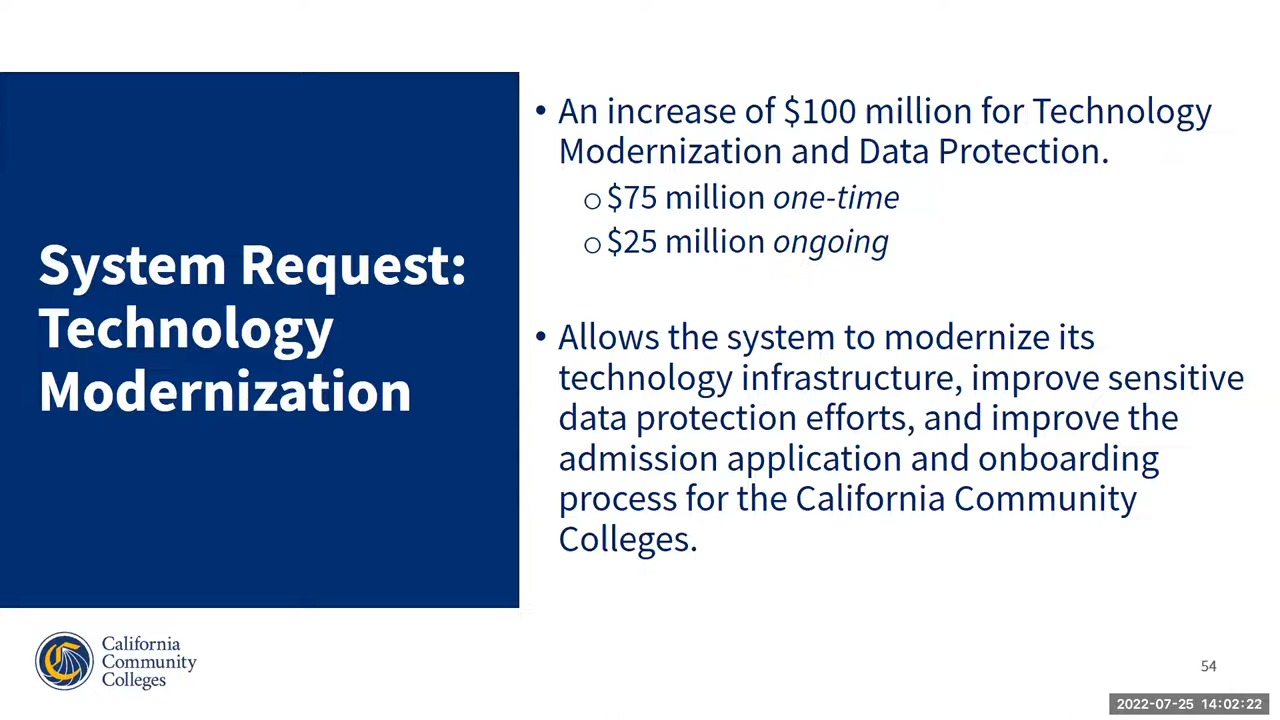 System Request:
Technology
Modernization
• An increase of $100 million for Technology
Modernization and Data Protection.
o $75 million one-time
o $25 million ongoing
• Allows the system to modernize its
technology infrastructure, improve sensitive
data protection efforts, and improve the
admission application and onboarding
process for the California Community
Colleges.
California
Community
Colleges
54
2022-07-25 14:02:22